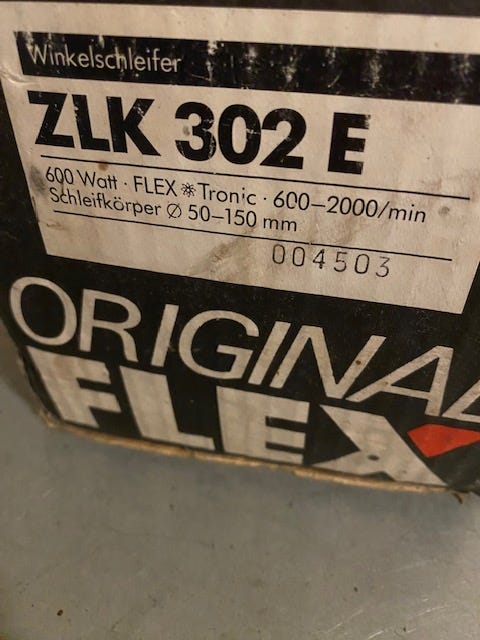 Winkelschleifer
ZLK 302 E
600 Watt · FLEX ✳ Tronic · 600–2000/min
Schleifkörper Ø 50–150 mm
004503
ORIGINAL
FLEX